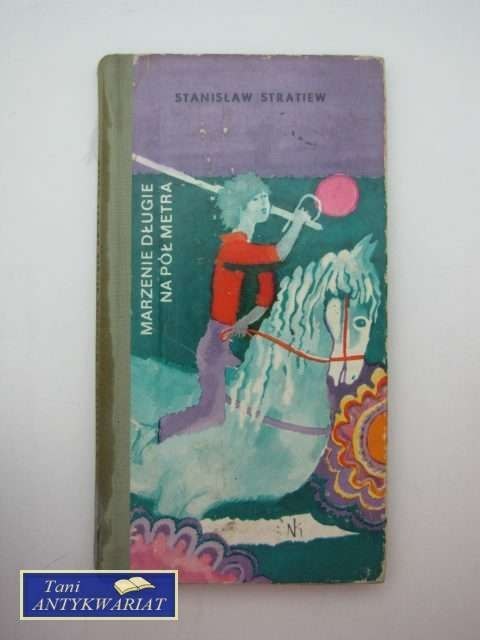 STANISŁAW STRATIEW
MARZENIE DŁUGIE
NA PÓŁ METRA
Tani
ANTYKWARIAT